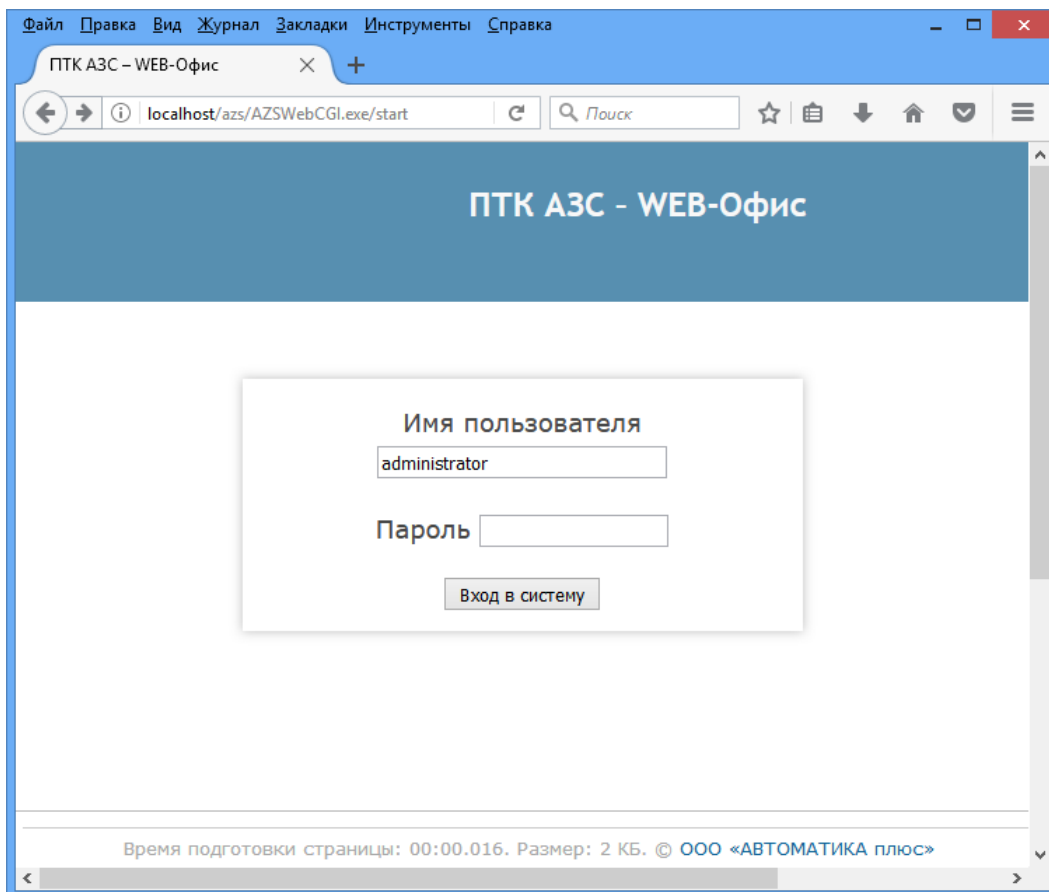 Файл Правка Вид Журнал Закладки Инструменты Справка
ПТК АЗС – WEB-Офис
localhost/azs/AZSWebCGI.exe/start Поиск
ПТК АЗС – WEB-Офис
Имя пользователя
administrator
Пароль
Вход в систему
Время подготовки страницы: 00:00.016. Размер: 2 КБ. © ООО «АВТОМАТИКА плюс»